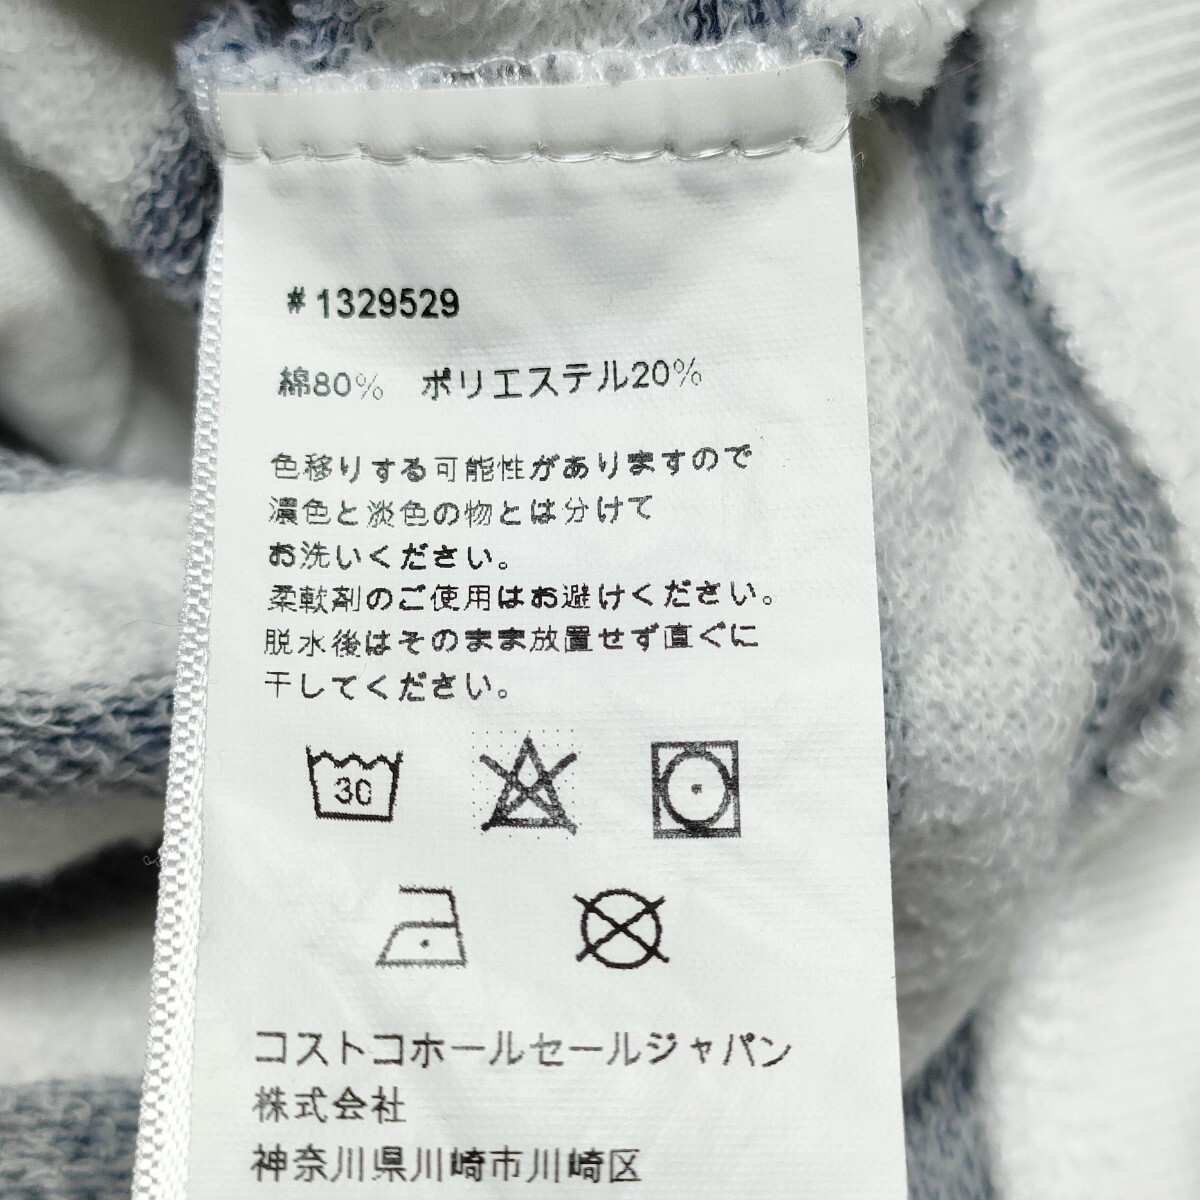 #1329529
綿80% ポリエステル20%
色移りする可能性がありますので
濃色と淡色の物とは分けて
お洗いください。
柔軟剤のご使用はお避けください。
脱水後はそのまま放置せず直ぐに
干してください。
30
コストコホールセールジャパン
株式会社
神奈川県川崎市川崎区